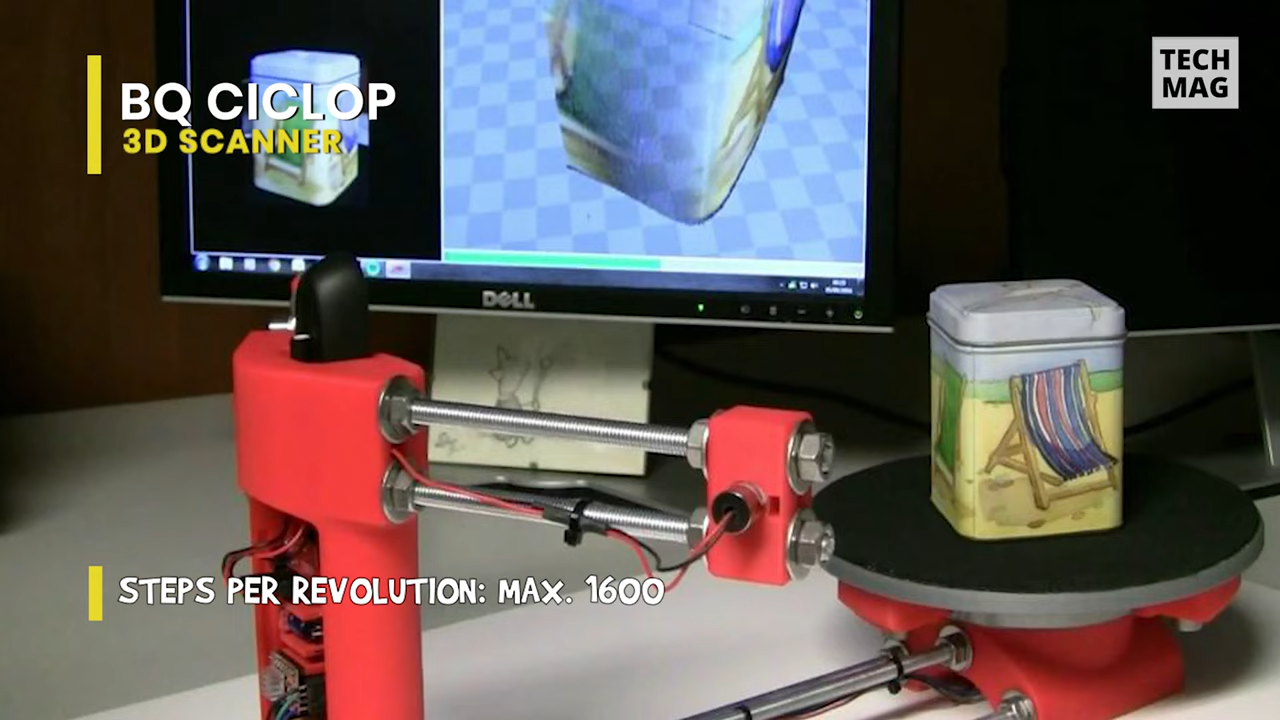 BQ CICLOP
3D SCANNER
TECH
MAG
DELL
STEPS PER REVOLUTION: MAX. 1600